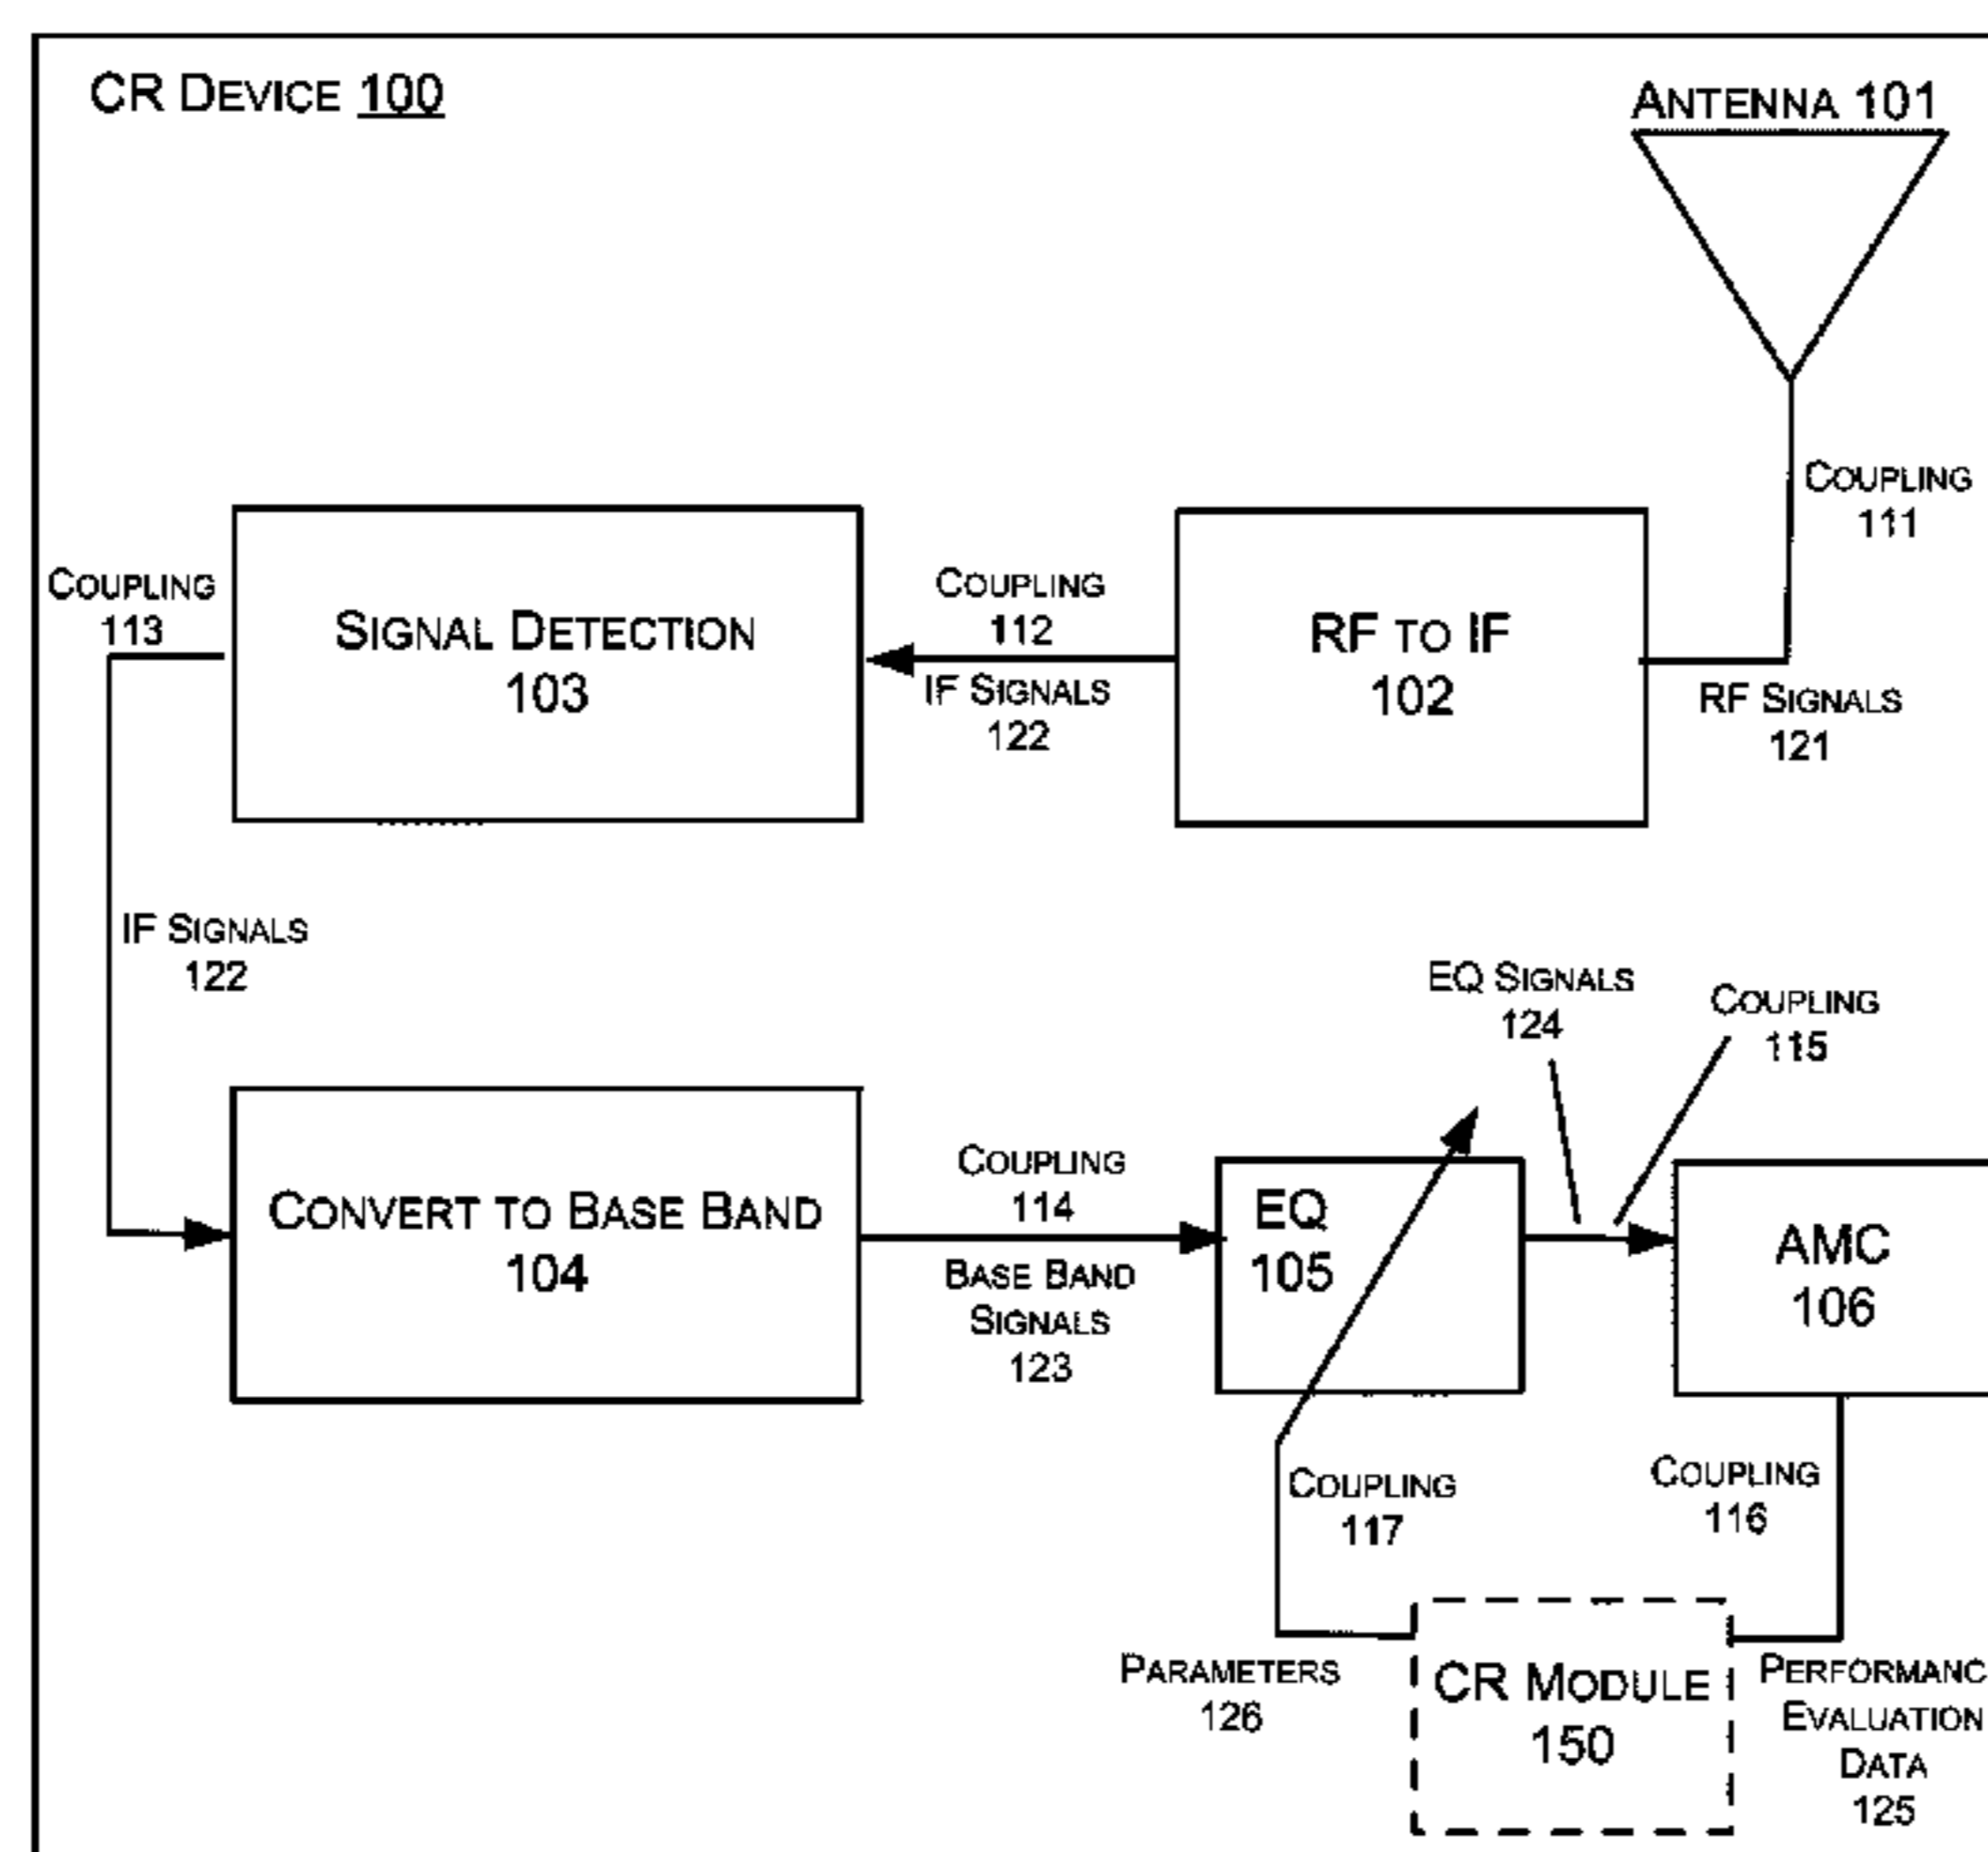 CR DEVICE 100
ANTENNA 101
COUPLING
111
COUPLING
113
SIGNAL DETECTION
103
COUPLING
112
IF SIGNALS
122
RF TO IF
102
RF SIGNALS
121
IF SIGNALS
122
EQ SIGNALS
124
COUPLING
115
CONVERT TO BASE BAND
104
COUPLING
114
BASE BAND
SIGNALS
123
EQ
105
AMC
106
COUPLING
117
COUPLING
116
PARAMETERS
126
CR MODULE
150
PERFORMANC
EVALUATION
DATA
125